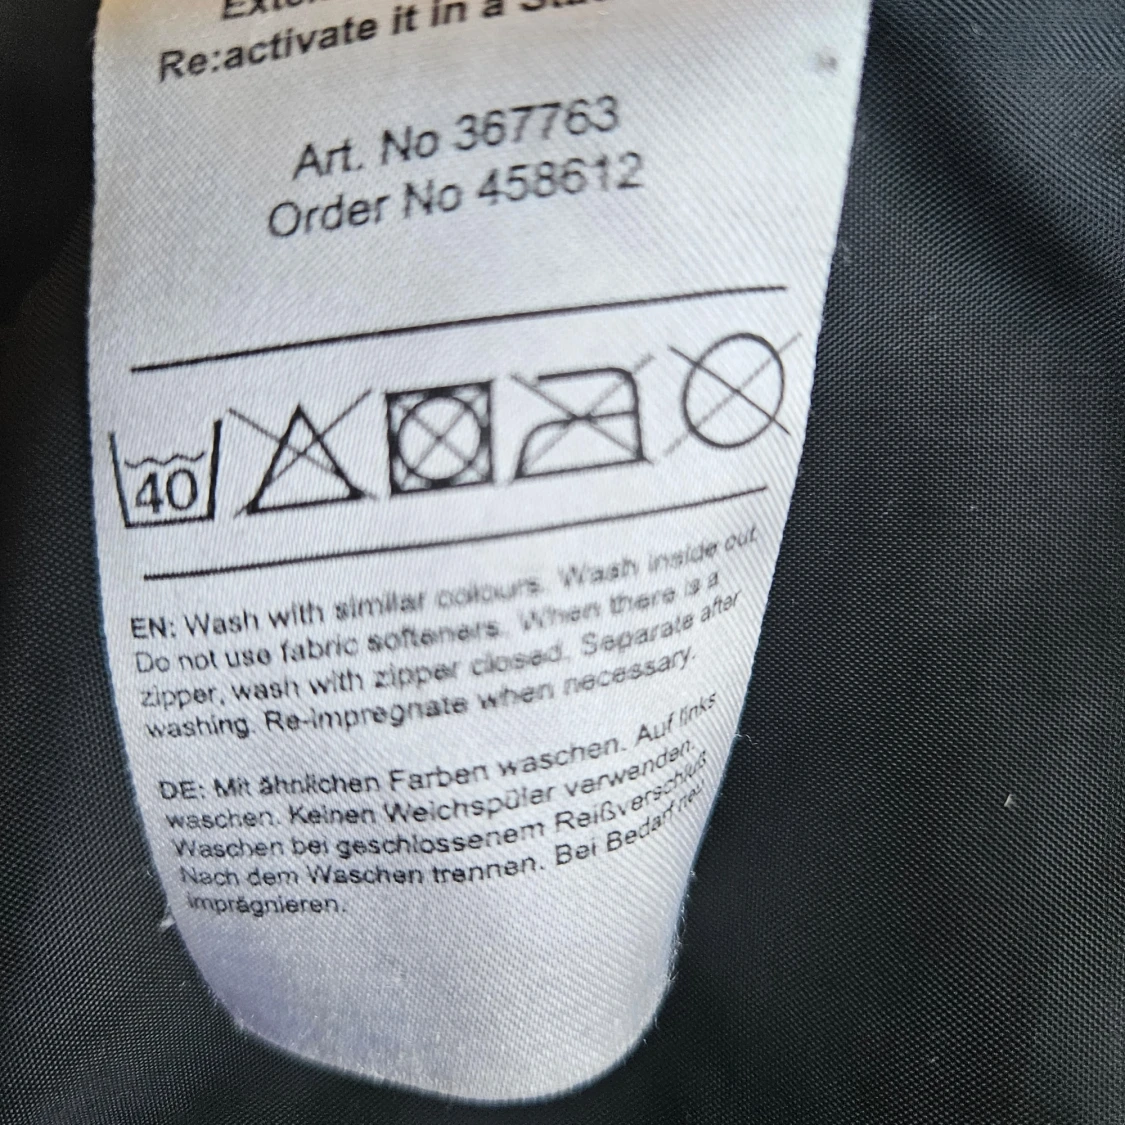 Re:activate it in a
Art. No 367763
Order No 458612
40
EN: Wash with similar colours. Wash inside out.
Do not use fabric softeners. When there is a
zipper, wash with zipper closed. Separate after
washing. Re-impregnate when necessary.
DE: Mit ähnlichen Farben waschen. Auf links
waschen. Keinen Weichspüler verwenden.
Waschen bei geschlossenem Reißverschluß
Nach dem Waschen trennen. Bei Bedarf neu
imprägnieren.